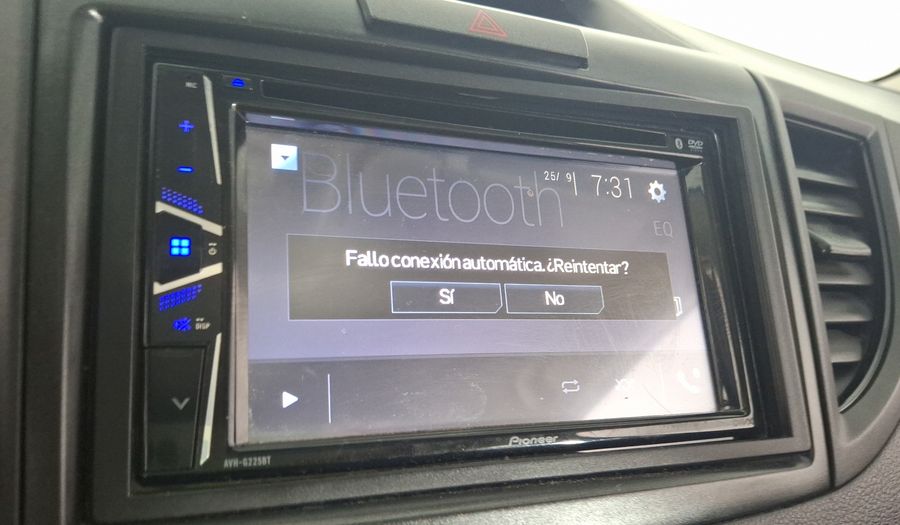 MIC
DVD
Bluetooth
25/ 9
7:31
EQ
Fallo conexión automática. ¿Reintentar?
Sí
No
DISP
Pioneer
AVH-G225BT